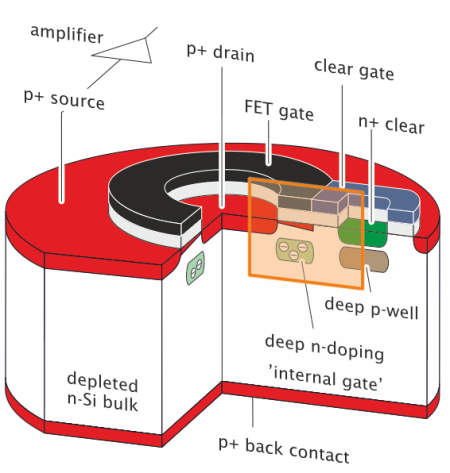 amplifier
p+ drain
clear gate
p+ source
FET gate
n+ clear
deep p-well
deep n-doping
'internal gate'
depleted
n-Si bulk
p+ back contact